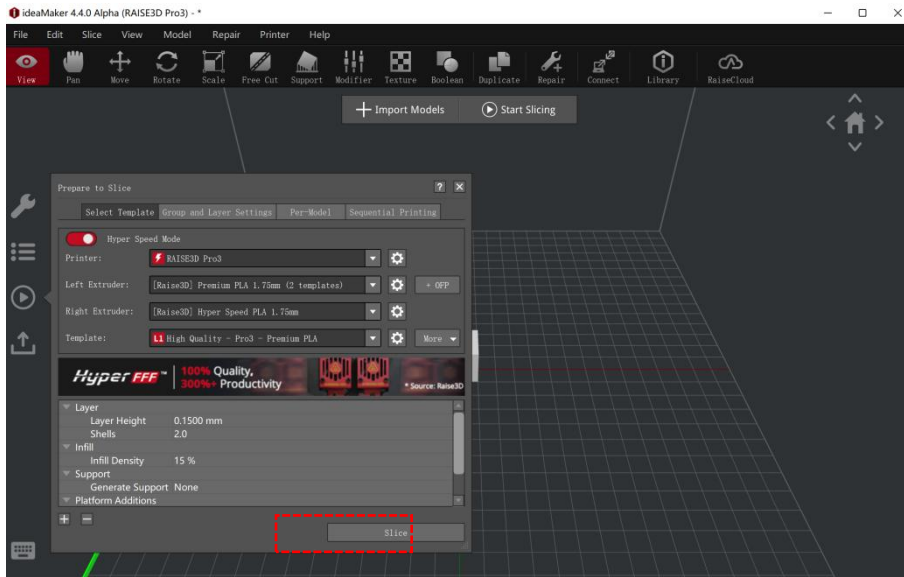 ideaMaker 4.4.0 Alpha (RAISE3D Pro3) - *
File Edit Slice View Model Repair Printer Help
View Pan Move Rotate Scale Free Cut Support Modifier Texture Boolean Duplicate Repair Connect Library RaiseCloud
Import Models Start Slicing
Prepare to Slice ?
Select Template Group and Layer Settings Per-Model Sequential Printing
Hyper Speed Mode
Printer: RAISE3D Pro3
Left Extruder: [Raise3D] Premium PLA 1.75mm (2 templates) + OFP
Right Extruder: [Raise3D] Hyper Speed PLA 1.75mm
Template: L1 High Quality - Pro3 - Premium PLA More
Hyper FFF™ 100% Quality,
300%+ Productivity
* Source: Raise3D
Layer
Layer Height 0.1500 mm
Shells 2.0
Infill
Infill Density 15 %
Support
Generate Support None
Platform Additions
Slice